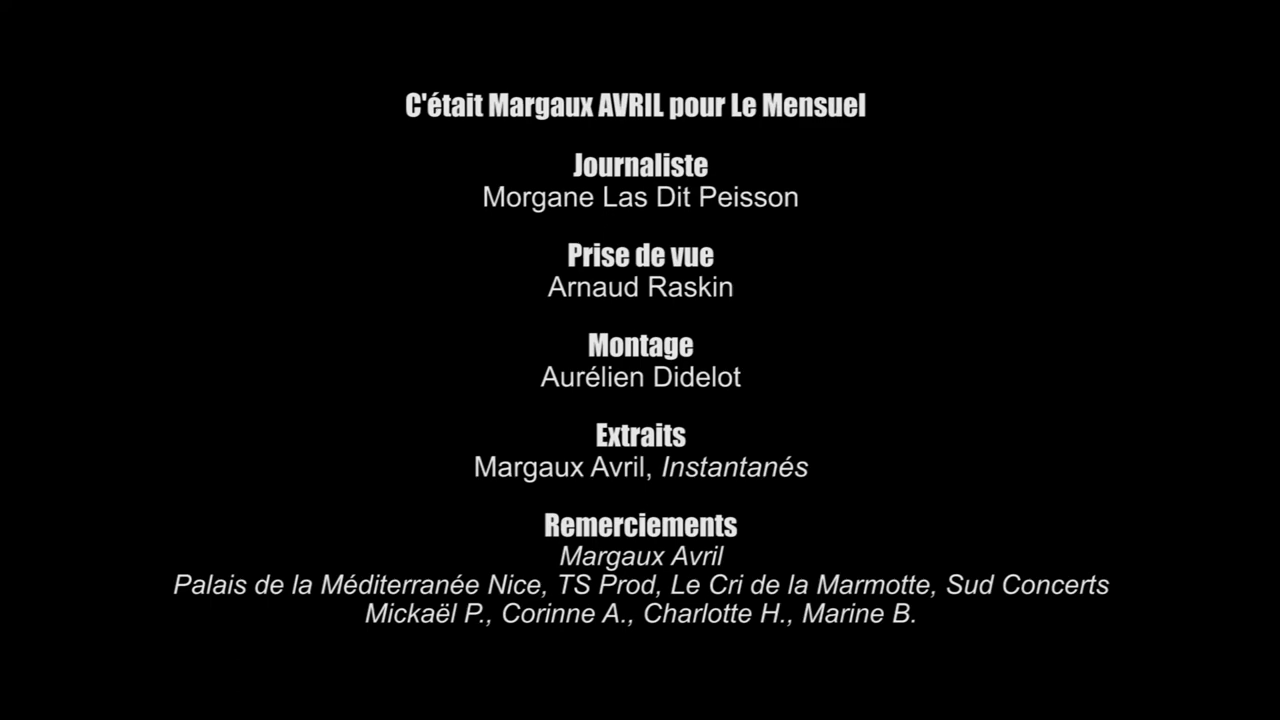 C'était Margaux AVRIL pour Le Mensuel
Journaliste
Morgane Las Dit Peisson
Prise de vue
Arnaud Raskin
Montage
Aurélien Didelot
Extraits
Margaux Avril, Instantanés
Remerciements
Margaux Avril
Palais de la Méditerranée Nice, TS Prod, Le Cri de la Marmotte, Sud Concerts
Mickaël P., Corinne A., Charlotte H., Marine B.